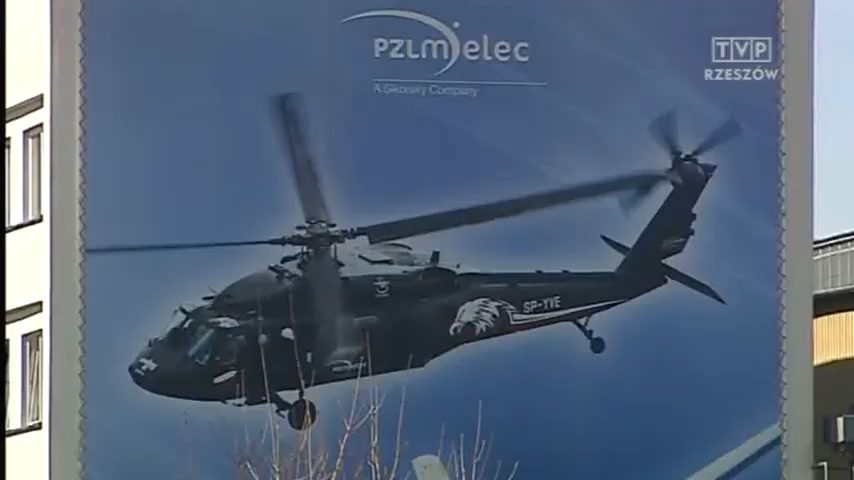 PZL mielec
A Sikorsky Company
TVP
RZESZÓW
SP-YVE